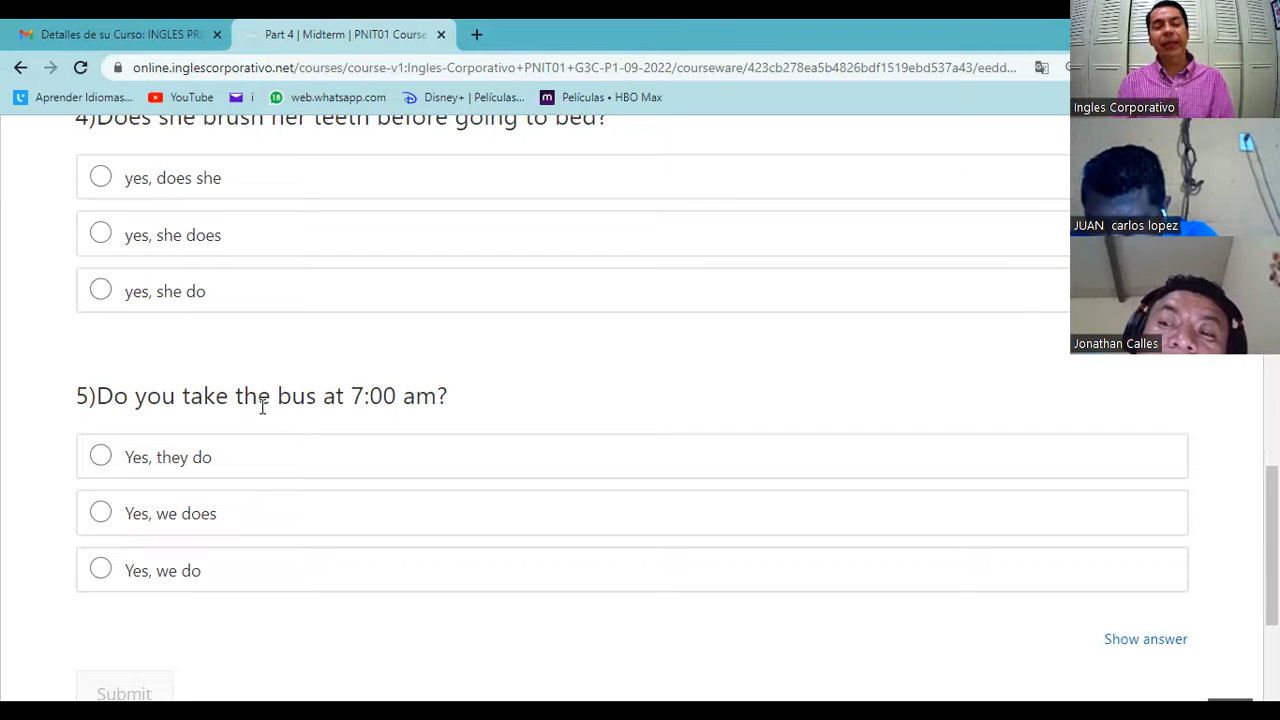 Detalles de su Curso: INGLES PRI
Part 4 | Midterm | PNIT01 Course
online.inglescorporativo.net/courses/course-v1:Ingles-Corporativo+PNIT01+G3C-P1-09-2022/courseware/423cb278ea5b4826bdf1519ebd537a43/eedd...
Aprender Idiomas...
YouTube
i
18
web.whatsapp.com
Disney+ | Películas...
Películas · HBO Max
Ingles Corporativo
JUAN carlos lopez
Jonathan Calles
4)Does she brush her teeth before going to bed?
yes, does she
yes, she does
yes, she do
5)Do you take the bus at 7:00 am?
Yes, they do
Yes, we does
Yes, we do
Show answer
Submit